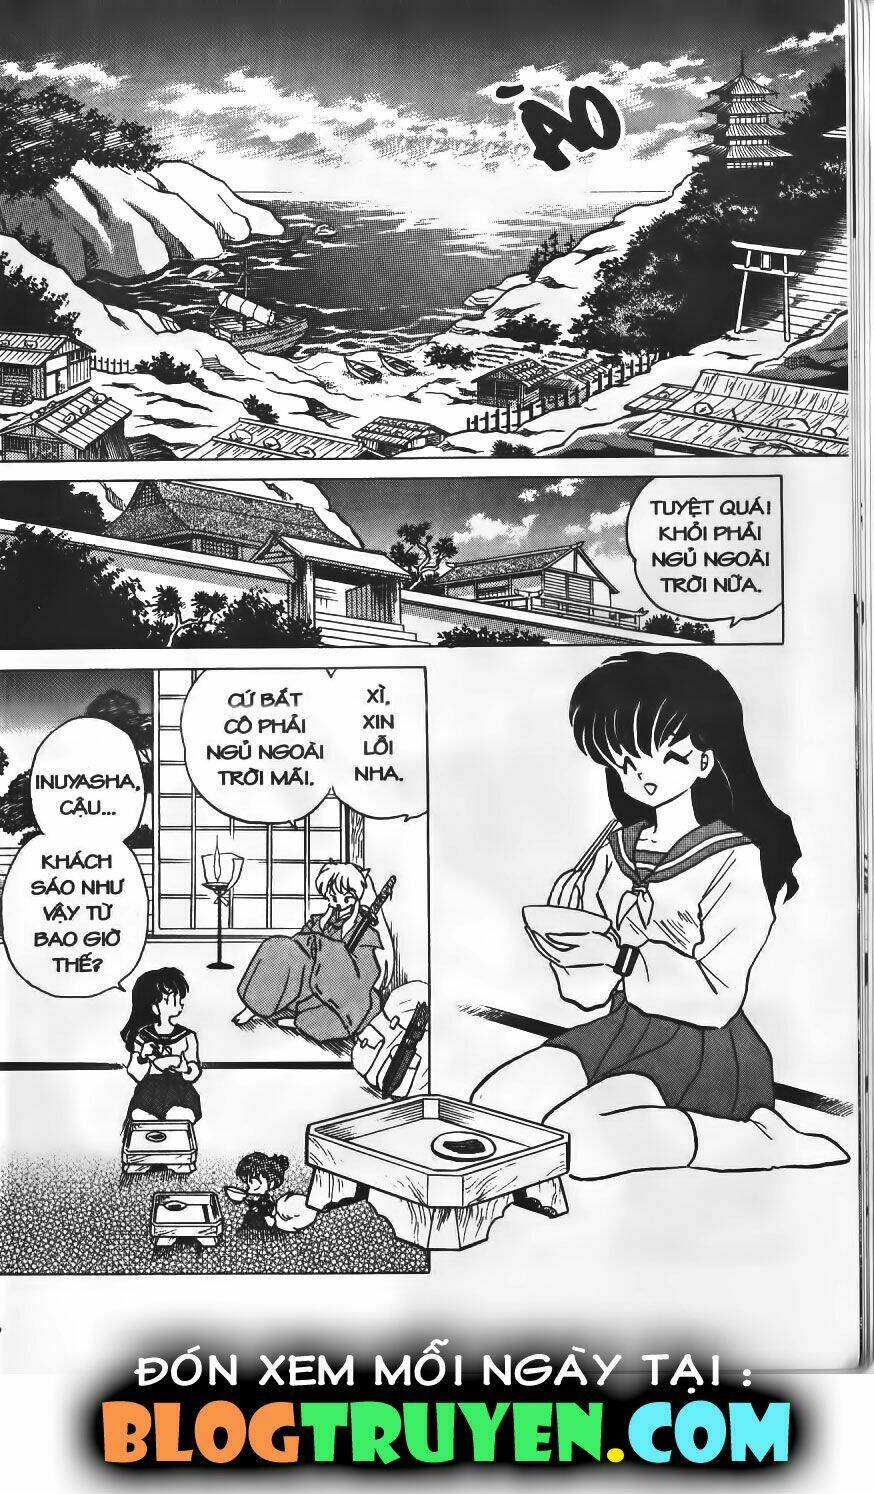 ÀO
TUYỆT QUÁ!
KHỎI PHẢI
NGỦ NGOÀI
TRỜI NỮA.
XÌ,
XIN
LỖI
NHA.
CỨ BẮT
CÔ PHẢI
NGỦ NGOÀI
TRỜI MÃI.
INUYASHA,
CẬU...
KHÁCH
SÁO NHƯ
VẬY TỪ
BAO GIỜ
THẾ?
ĐÓN XEM MỖI NGÀY TẠI :
BLOGTRUYEN.COM